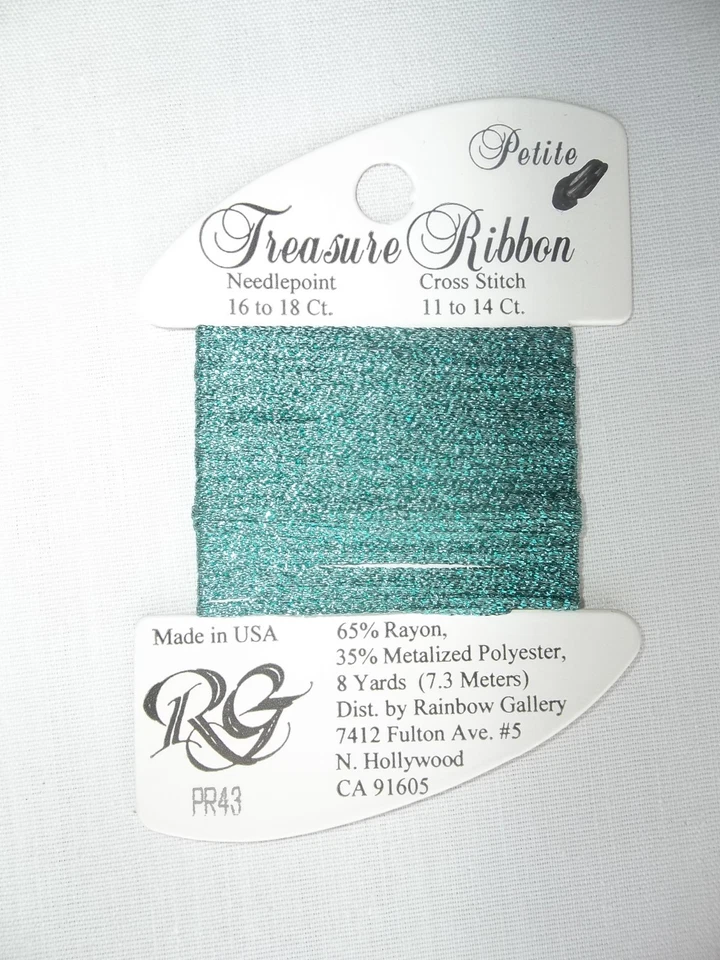 Petite
Treasure Ribbon
Needlepoint Cross Stitch
16 to 18 Ct. 11 to 14 Ct.
Made in USA
RG
PR43
65% Rayon,
35% Metalized Polyester,
8 Yards (7.3 Meters)
Dist. by Rainbow Gallery
7412 Fulton Ave. #5
N. Hollywood
CA 91605